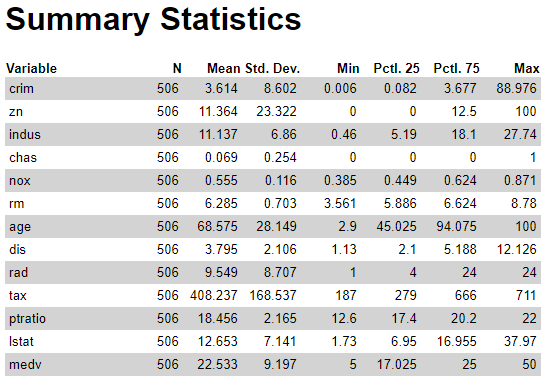 Summary Statistics
Variable N Mean Std. Dev. Min Pctl. 25 Pctl. 75 Max
crim 506 3.614 8.602 0.006 0.082 3.677 88.976
zn 506 11.364 23.322 0 0 12.5 100
indus 506 11.137 6.86 0.46 5.19 18.1 27.74
chas 506 0.069 0.254 0 0 0 1
nox 506 0.555 0.116 0.385 0.449 0.624 0.871
rm 506 6.285 0.703 3.561 5.886 6.624 8.78
age 506 68.575 28.149 2.9 45.025 94.075 100
dis 506 3.795 2.106 1.13 2.1 5.188 12.126
rad 506 9.549 8.707 1 4 24 24
tax 506 408.237 168.537 187 279 666 711
ptratio 506 18.456 2.165 12.6 17.4 20.2 22
lstat 506 12.653 7.141 1.73 6.95 16.955 37.97
medv 506 22.533 9.197 5 17.025 25 50